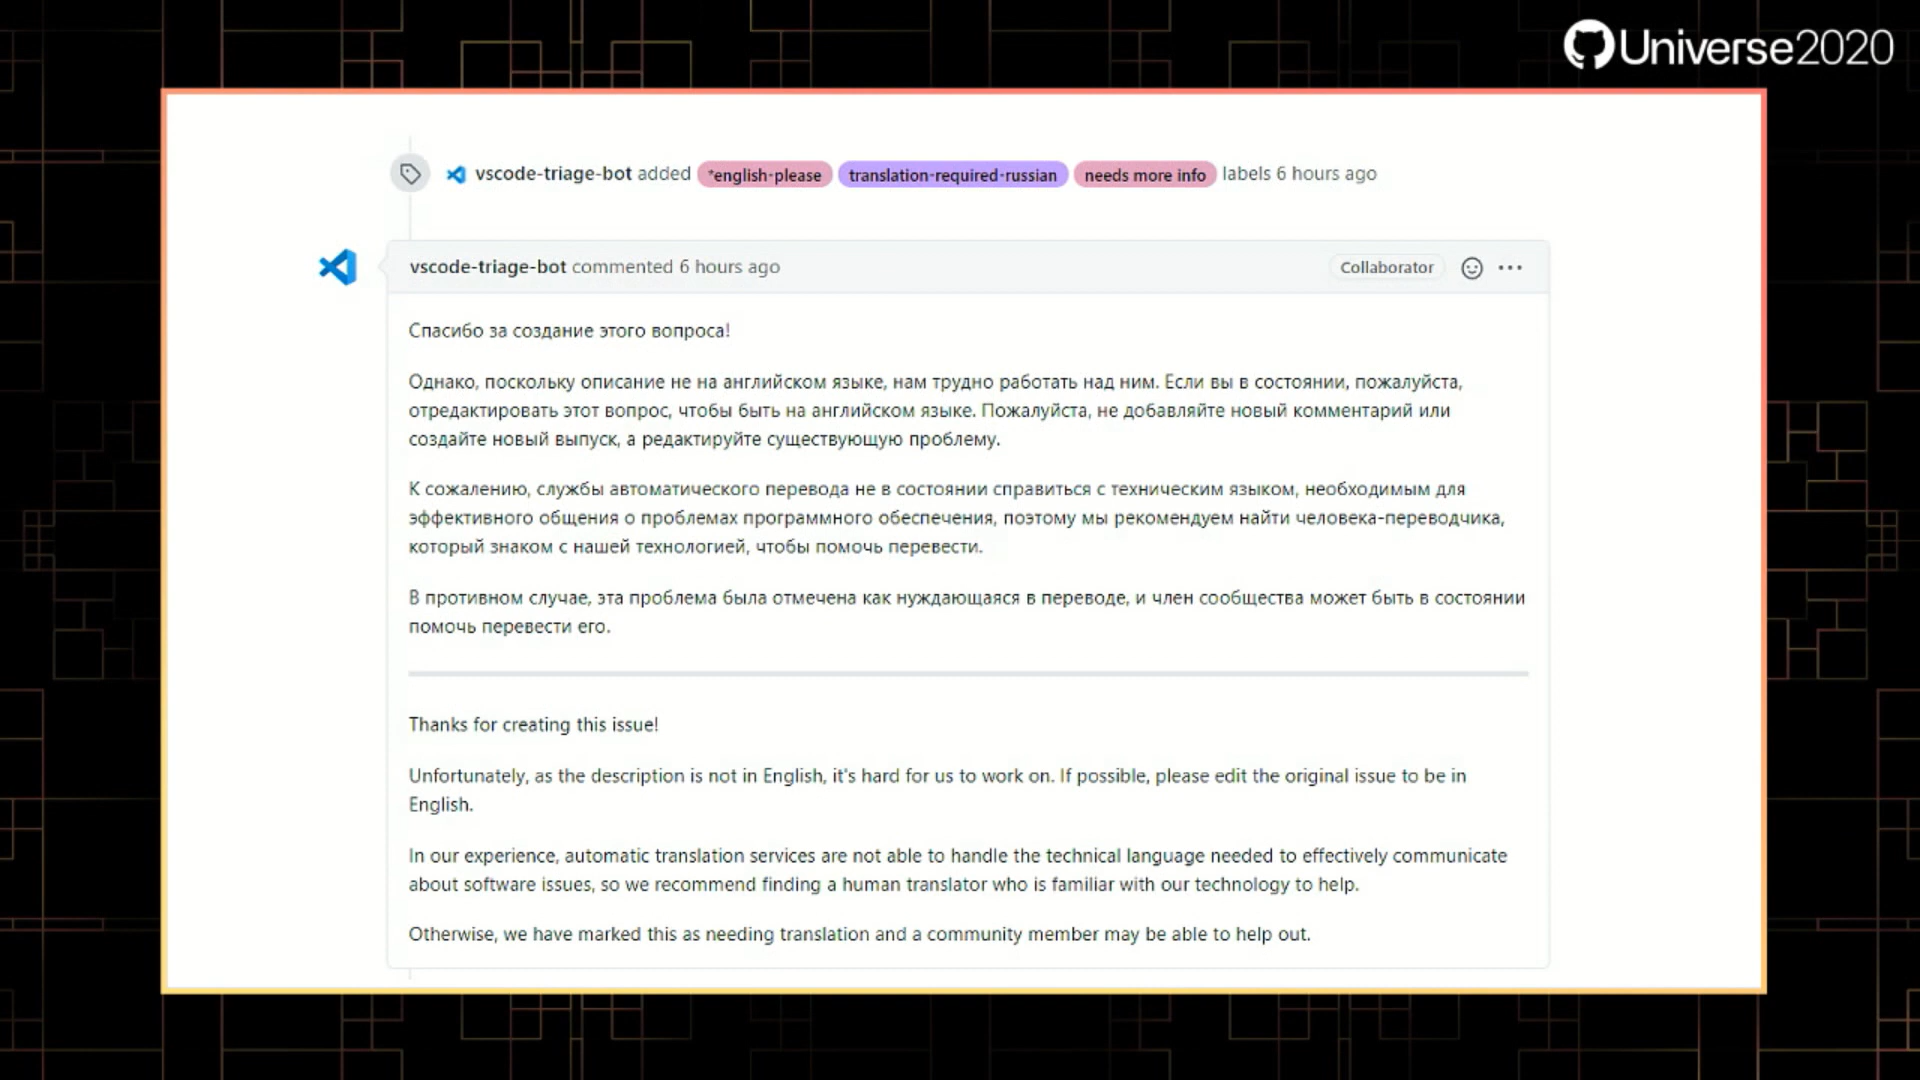 Universe2020
vscode-triage-bot added *english-please translation-required-russian needs more info labels 6 hours ago
vscode-triage-bot commented 6 hours ago Collaborator
Спасибо за создание этого вопроса!
Однако, поскольку описание не на английском языке, нам трудно работать над ним. Если вы в состоянии, пожалуйста,
отредактировать этот вопрос, чтобы быть на английском языке. Пожалуйста, не добавляйте новый комментарий или
создайте новый выпуск, а редактируйте существующую проблему.
К сожалению, службы автоматического перевода не в состоянии справиться с техническим языком, необходимым для
эффективного общения о проблемах программного обеспечения, поэтому мы рекомендуем найти человека-переводчика,
который знаком с нашей технологией, чтобы помочь перевести.
В противном случае, эта проблема была отмечена как нуждающаяся в переводе, и член сообщества может быть в состоянии
помочь перевести его.
Thanks for creating this issue!
Unfortunately, as the description is not in English, it's hard for us to work on. If possible, please edit the original issue to be in
English.
In our experience, automatic translation services are not able to handle the technical language needed to effectively communicate
about software issues, so we recommend finding a human translator who is familiar with our technology to help.
Otherwise, we have marked this as needing translation and a community member may be able to help out.